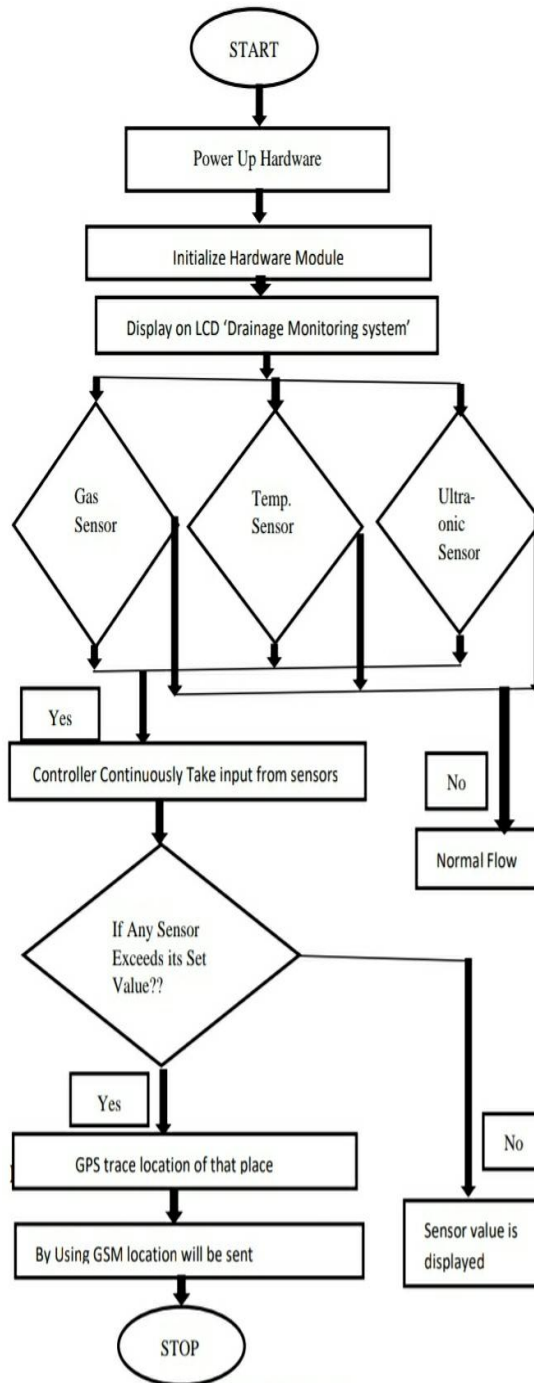 START
Power Up Hardware
Initialize Hardware Module
Display on LCD ‘Drainage Monitoring system’
Gas
Sensor
Temp.
Sensor
Ultra-
onic
Sensor
Yes
Controller Continuously Take input from sensors
No
Normal Flow
If Any Sensor
Exceeds its Set
Value??
Yes
GPS trace location of that place
No
By Using GSM location will be sent
Sensor value is
displayed
STOP